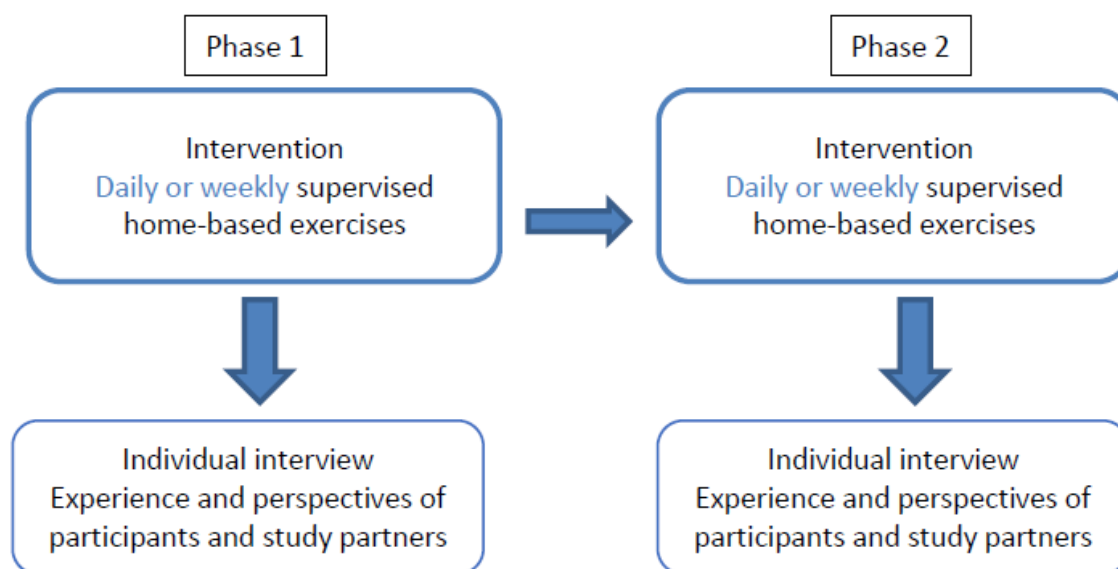 Phase 1
Intervention
Daily or weekly supervised
home-based exercises
Individual interview
Experience and perspectives of
participants and study partners
Phase 2
Intervention
Daily or weekly supervised
home-based exercises
Individual interview
Experience and perspectives of
participants and study partners